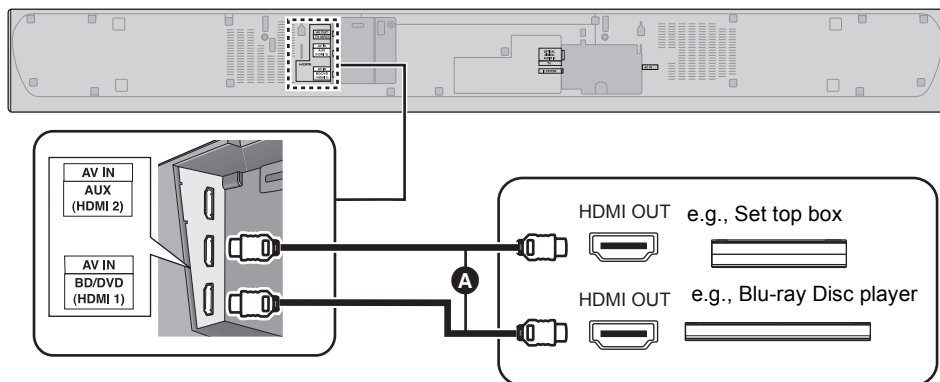 AV IN
AUX
(HDMI 2)
AV IN
BD/DVD
(HDMI 1)
A
HDMI OUT
e.g., Set top box
HDMI OUT
e.g., Blu-ray Disc player